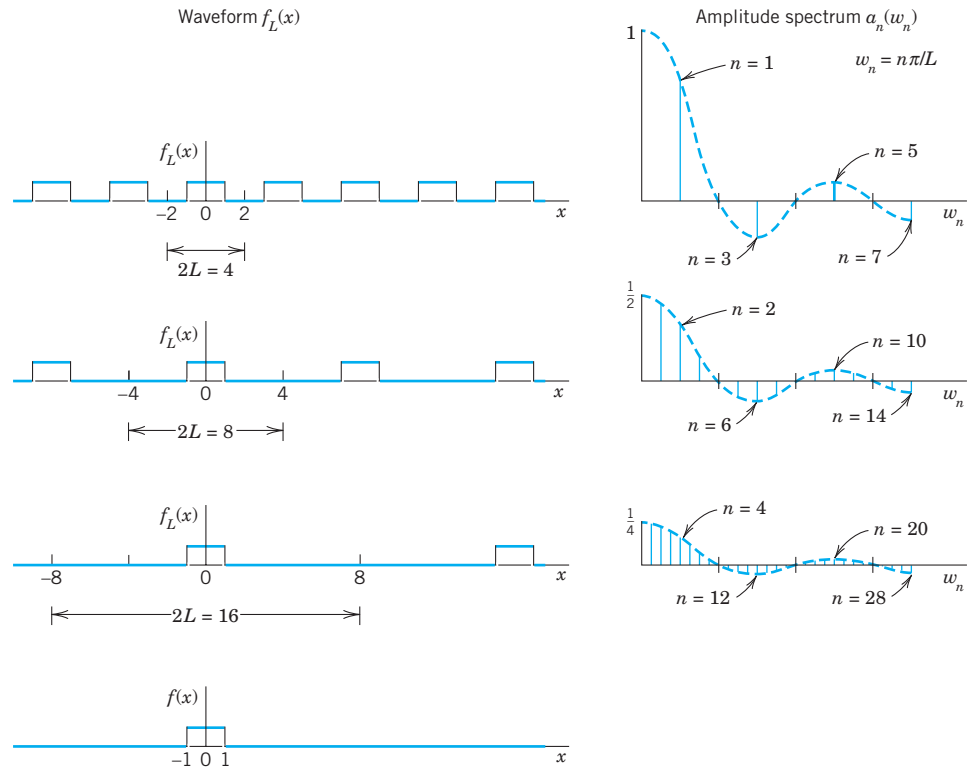 Waveform f_L(x)
Amplitude spectrum a_n(w_n)
1
n = 1
w_n = nπ/L
n = 5
f_L(x)
−2 0 2
x
w_n
n = 3
n = 7
2L = 4
1/2
n = 2
f_L(x)
n = 10
−4 0 4
x
w_n
n = 6
n = 14
2L = 8
n = 4
f_L(x)
1/4
n = 20
−8 0 8
x
w_n
n = 12
n = 28
2L = 16
f(x)
−1 0 1
x